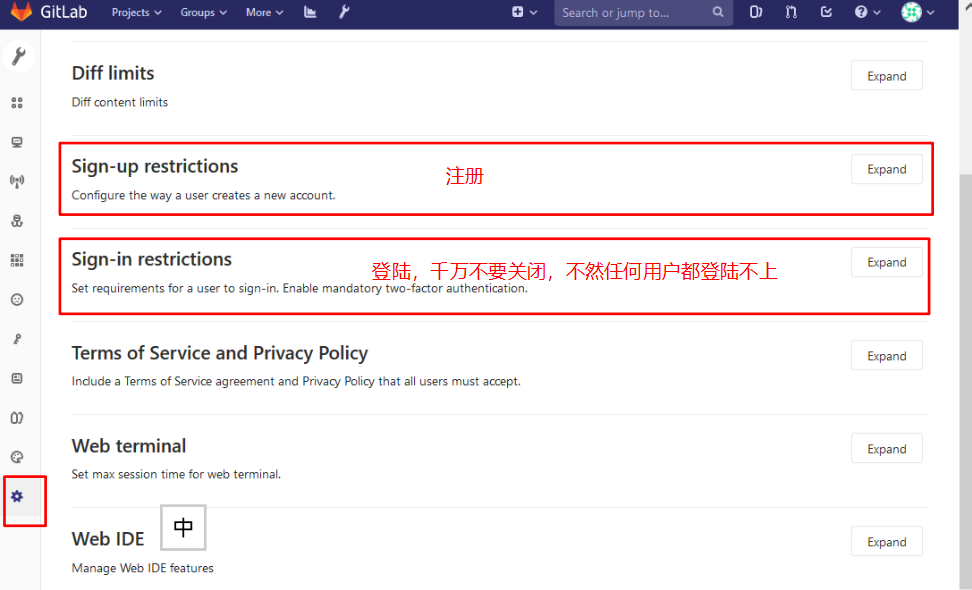 GitLab Projects Groups More Search or jump to...
Diff limits
Expand
Diff content limits
Sign-up restrictions
注册
Expand
Configure the way a user creates a new account.
Sign-in restrictions
登陆，千万不要关闭，不然任何用户都登陆不上
Expand
Set requirements for a user to sign-in. Enable mandatory two-factor authentication.
Terms of Service and Privacy Policy
Expand
Include a Terms of Service agreement and Privacy Policy that all users must accept.
Web terminal
Expand
Set max session time for web terminal.
Web IDE
中
Expand
Manage Web IDE features